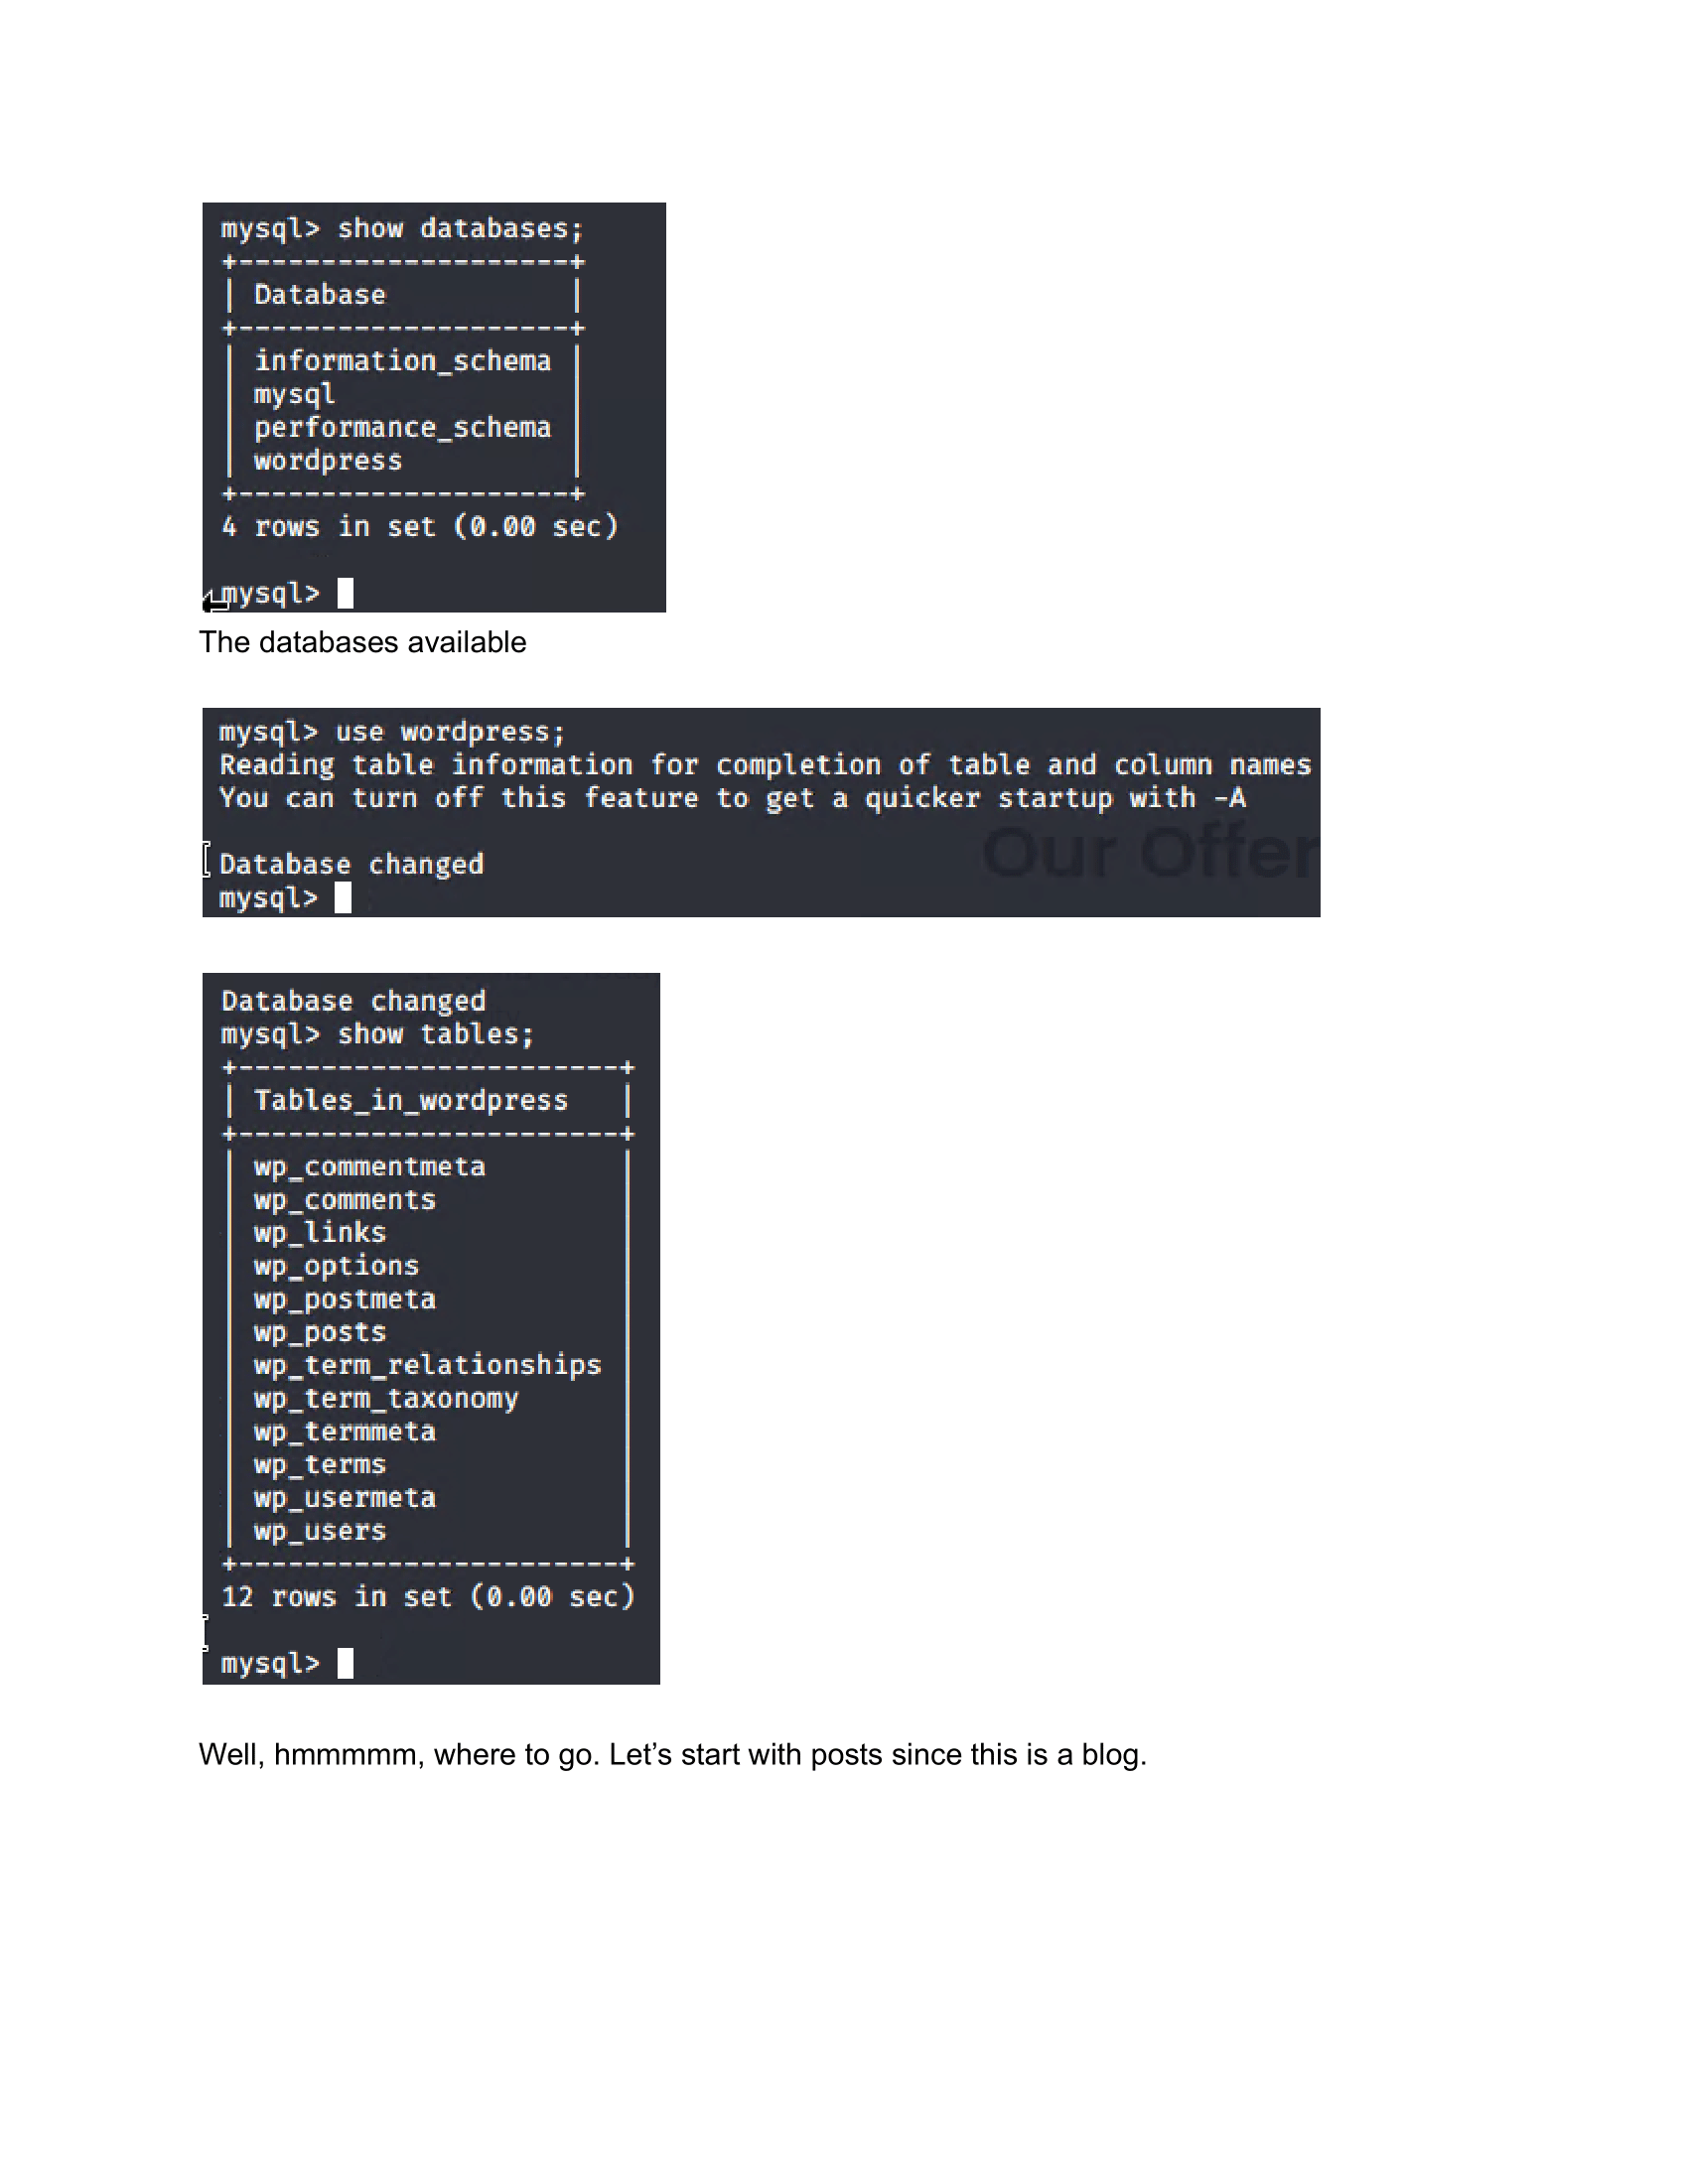 mysql> show databases;
+--------------------+
| Database           |
+--------------------+
| information_schema |
| mysql              |
| performance_schema |
| wordpress          |
+--------------------+
4 rows in set (0.00 sec)
mysql>
The databases available
mysql> use wordpress;
Reading table information for completion of table and column names
You can turn off this feature to get a quicker startup with -A
Our Offer
Database changed
mysql>
Database changed
mysql> show tables;
+-----------------------+
| Tables_in_wordpress   |
+-----------------------+
| wp_commentmeta        |
| wp_comments           |
| wp_links              |
| wp_options            |
| wp_postmeta           |
| wp_posts              |
| wp_term_relationships |
| wp_term_taxonomy      |
| wp_termmeta           |
| wp_terms              |
| wp_usermeta           |
| wp_users              |
+-----------------------+
12 rows in set (0.00 sec)
mysql>
Well, hmmmmm, where to go. Let’s start with posts since this is a blog.